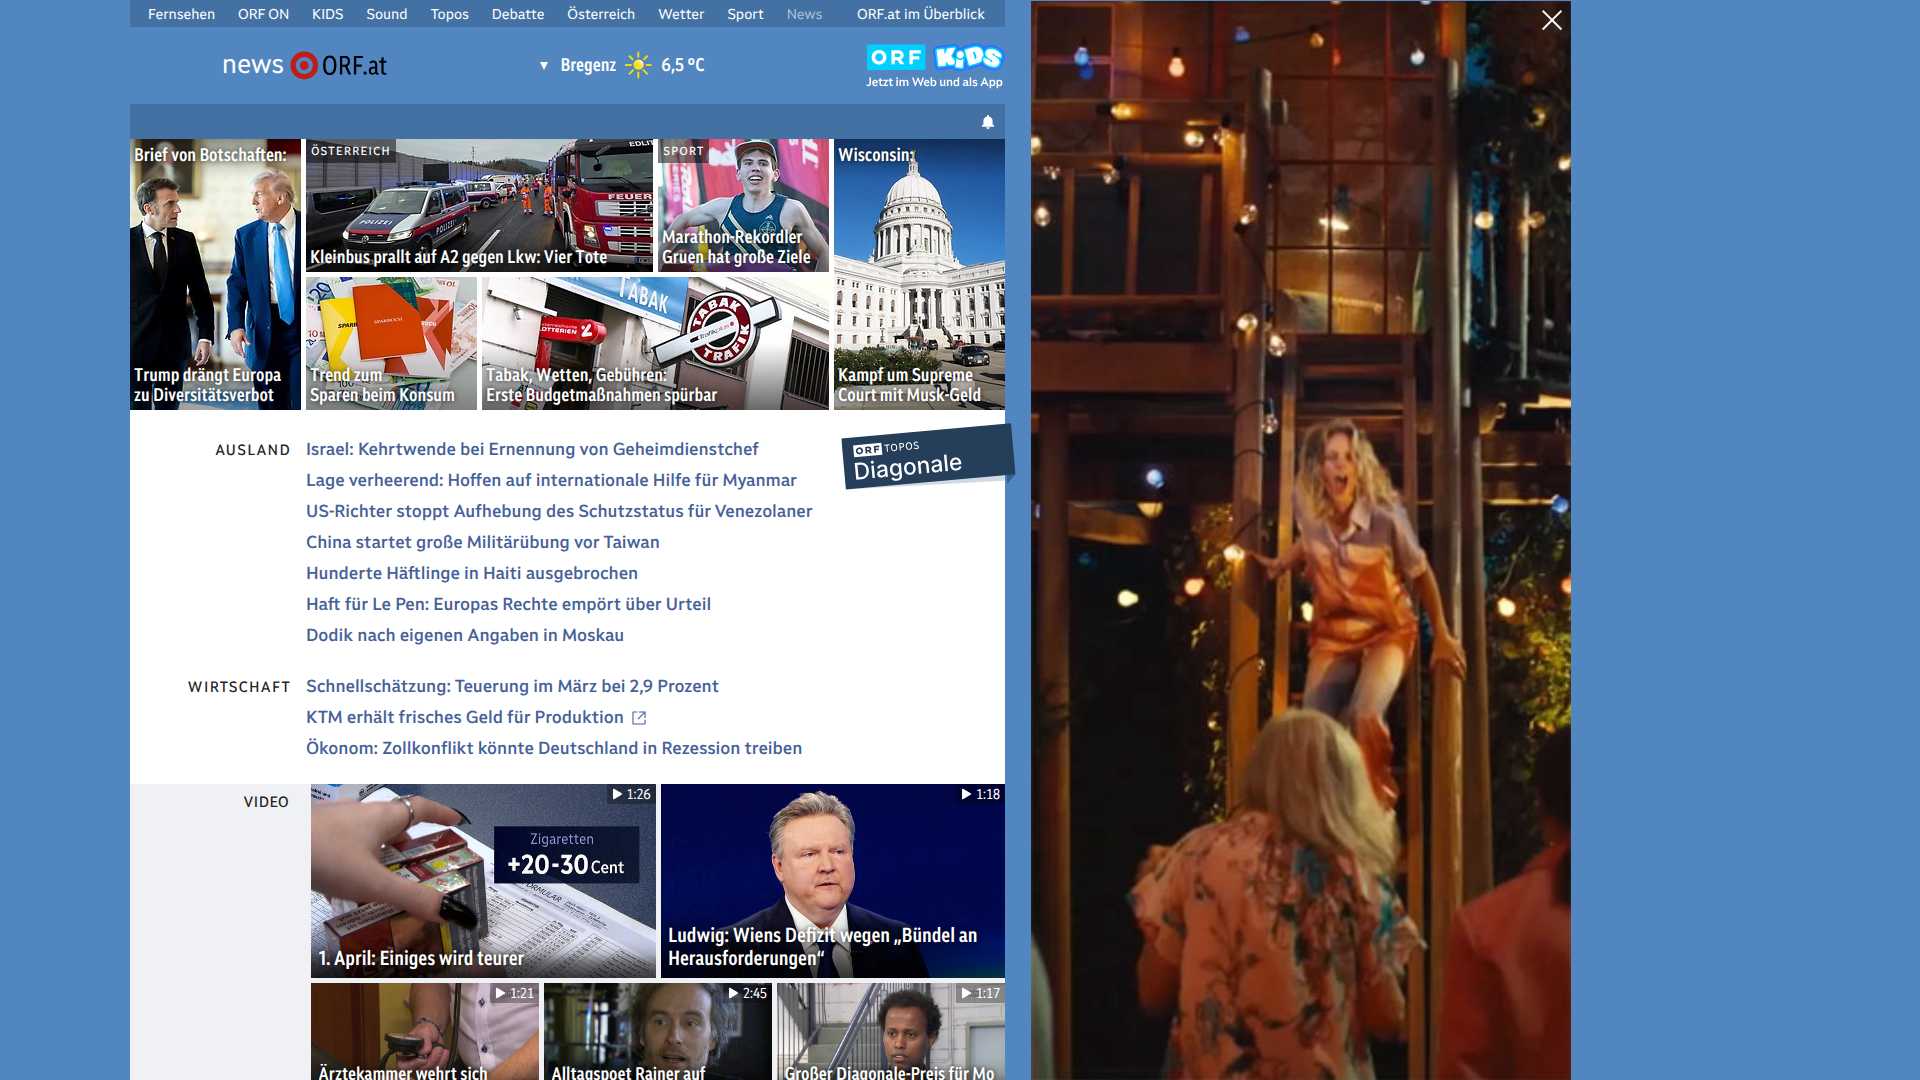 Fernsehen ORF ON KIDS Sound Topos Debatte Österreich Wetter Sport News ORF.at im Überblick
news ORF.at
▼ Bregenz 6,5 °C
ORF KiDS
Jetzt im Web und als App
Brief von Botschaften:
Trump drängt Europa
zu Diversitätsverbot
ÖSTERREICH
POLIZEI
FEUER
Kleinbus prallt auf A2 gegen Lkw: Vier Tote
SPORT
Marathon-Rekordler
Gruen hat große Ziele
Wisconsin:
Kampf um Supreme
Court mit Musk-Geld
SPARBUCH
Trend zum
Sparen beim Konsum
TABAK
LOTTERIEN
TABAK
TRAFIK
Tabak, Wetten, Gebühren:
Erste Budgetmaßnahmen spürbar
AUSLAND
Israel: Kehrtwende bei Ernennung von Geheimdienstchef
Lage verheerend: Hoffen auf internationale Hilfe für Myanmar
US-Richter stoppt Aufhebung des Schutzstatus für Venezolaner
China startet große Militärübung vor Taiwan
Hunderte Häftlinge in Haiti ausgebrochen
Haft für Le Pen: Europas Rechte empört über Urteil
Dodik nach eigenen Angaben in Moskau
ORF TOPOS
Diagonale
WIRTSCHAFT
Schnellschätzung: Teuerung im März bei 2,9 Prozent
KTM erhält frisches Geld für Produktion
Ökonom: Zollkonflikt könnte Deutschland in Rezession treiben
VIDEO
1:26
Zigaretten
+20-30 Cent
1. April: Einiges wird teurer
1:18
Ludwig: Wiens Defizit wegen „Bündel an
Herausforderungen“
1:21
Ärztekammer wehrt sich
2:45
Alltagspoet Rainer auf
1:17
Großer Diagonale-Preis für Mo